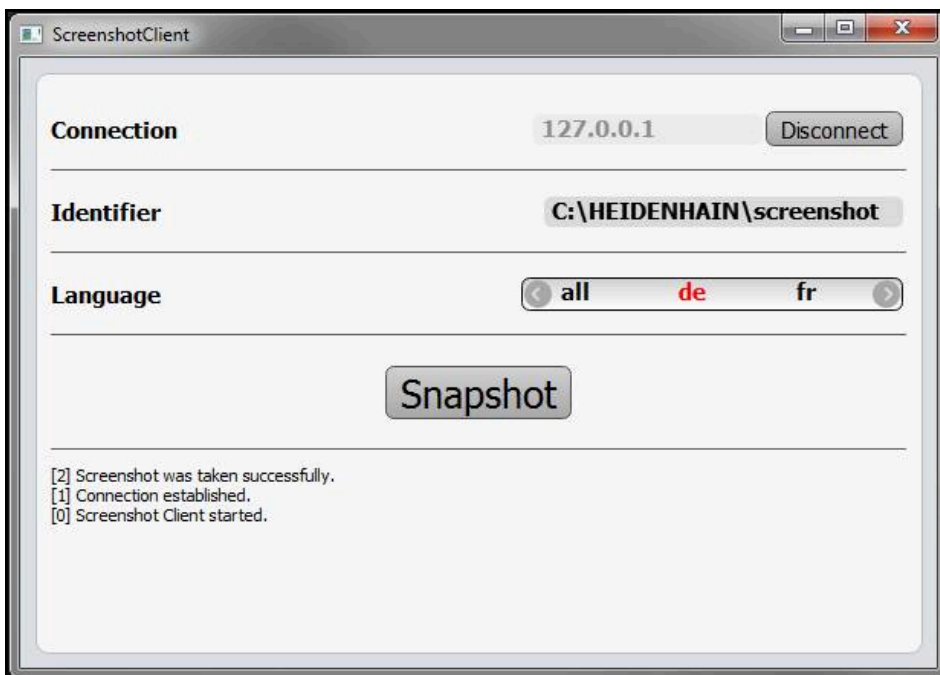 ScreenshotClient
Connection 127.0.0.1 Disconnect
Identifier C:\HEIDENHAIN\screenshot
Language all de fr
Snapshot
[2] Screenshot was taken successfully.
[1] Connection established.
[0] Screenshot Client started.